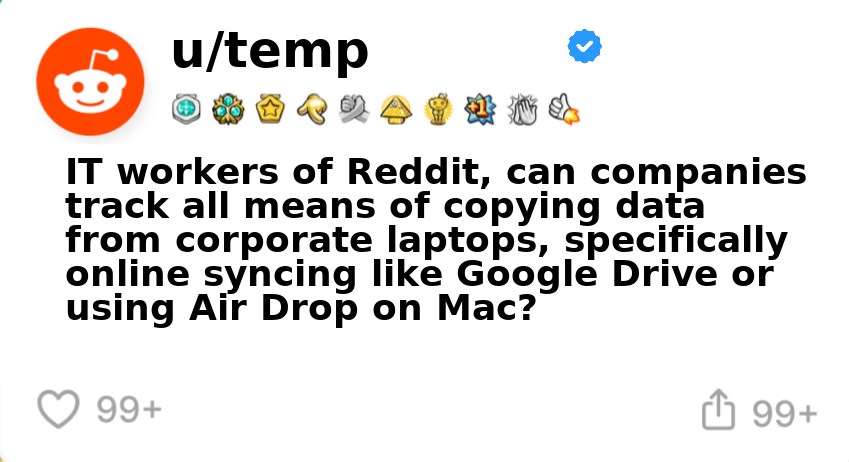 u/temp
IT workers of Reddit, can companies
track all means of copying data
from corporate laptops, specifically
online syncing like Google Drive or
using Air Drop on Mac?
99+
99+